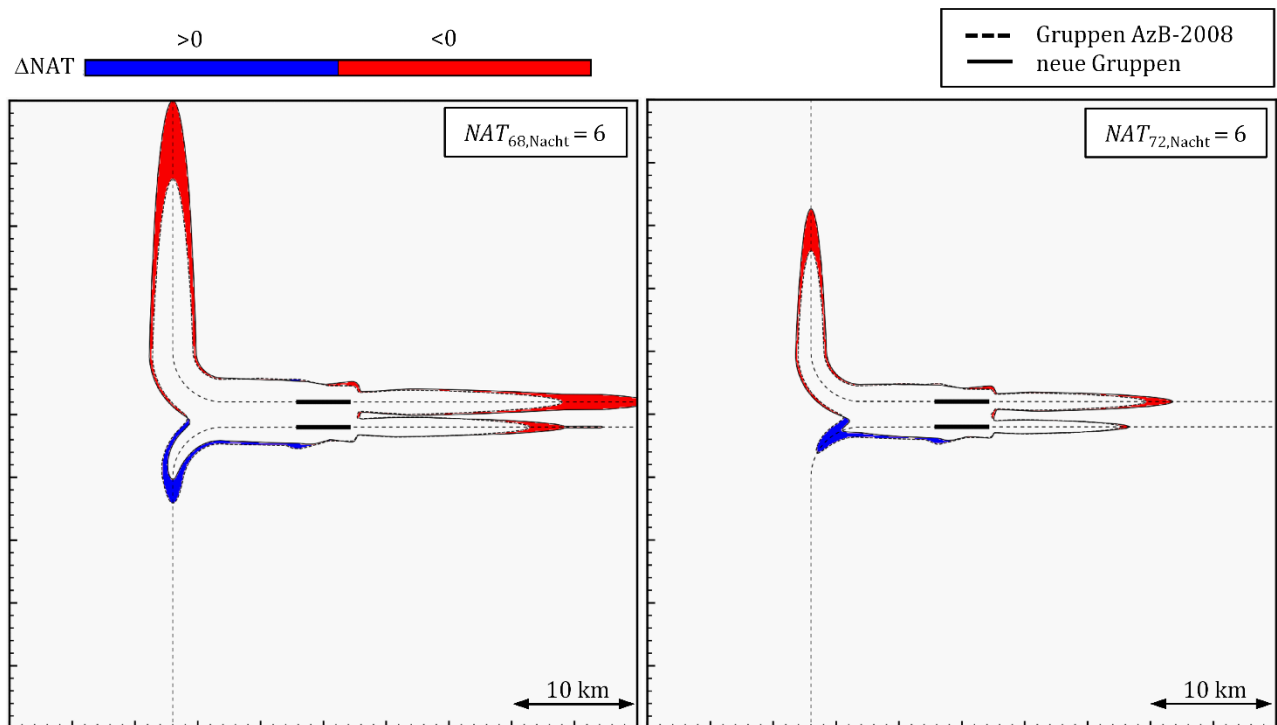 >0 <0
ΔNAT
Gruppen AzB-2008
neue Gruppen
NAT68,Nacht = 6
NAT72,Nacht = 6
10 km
10 km